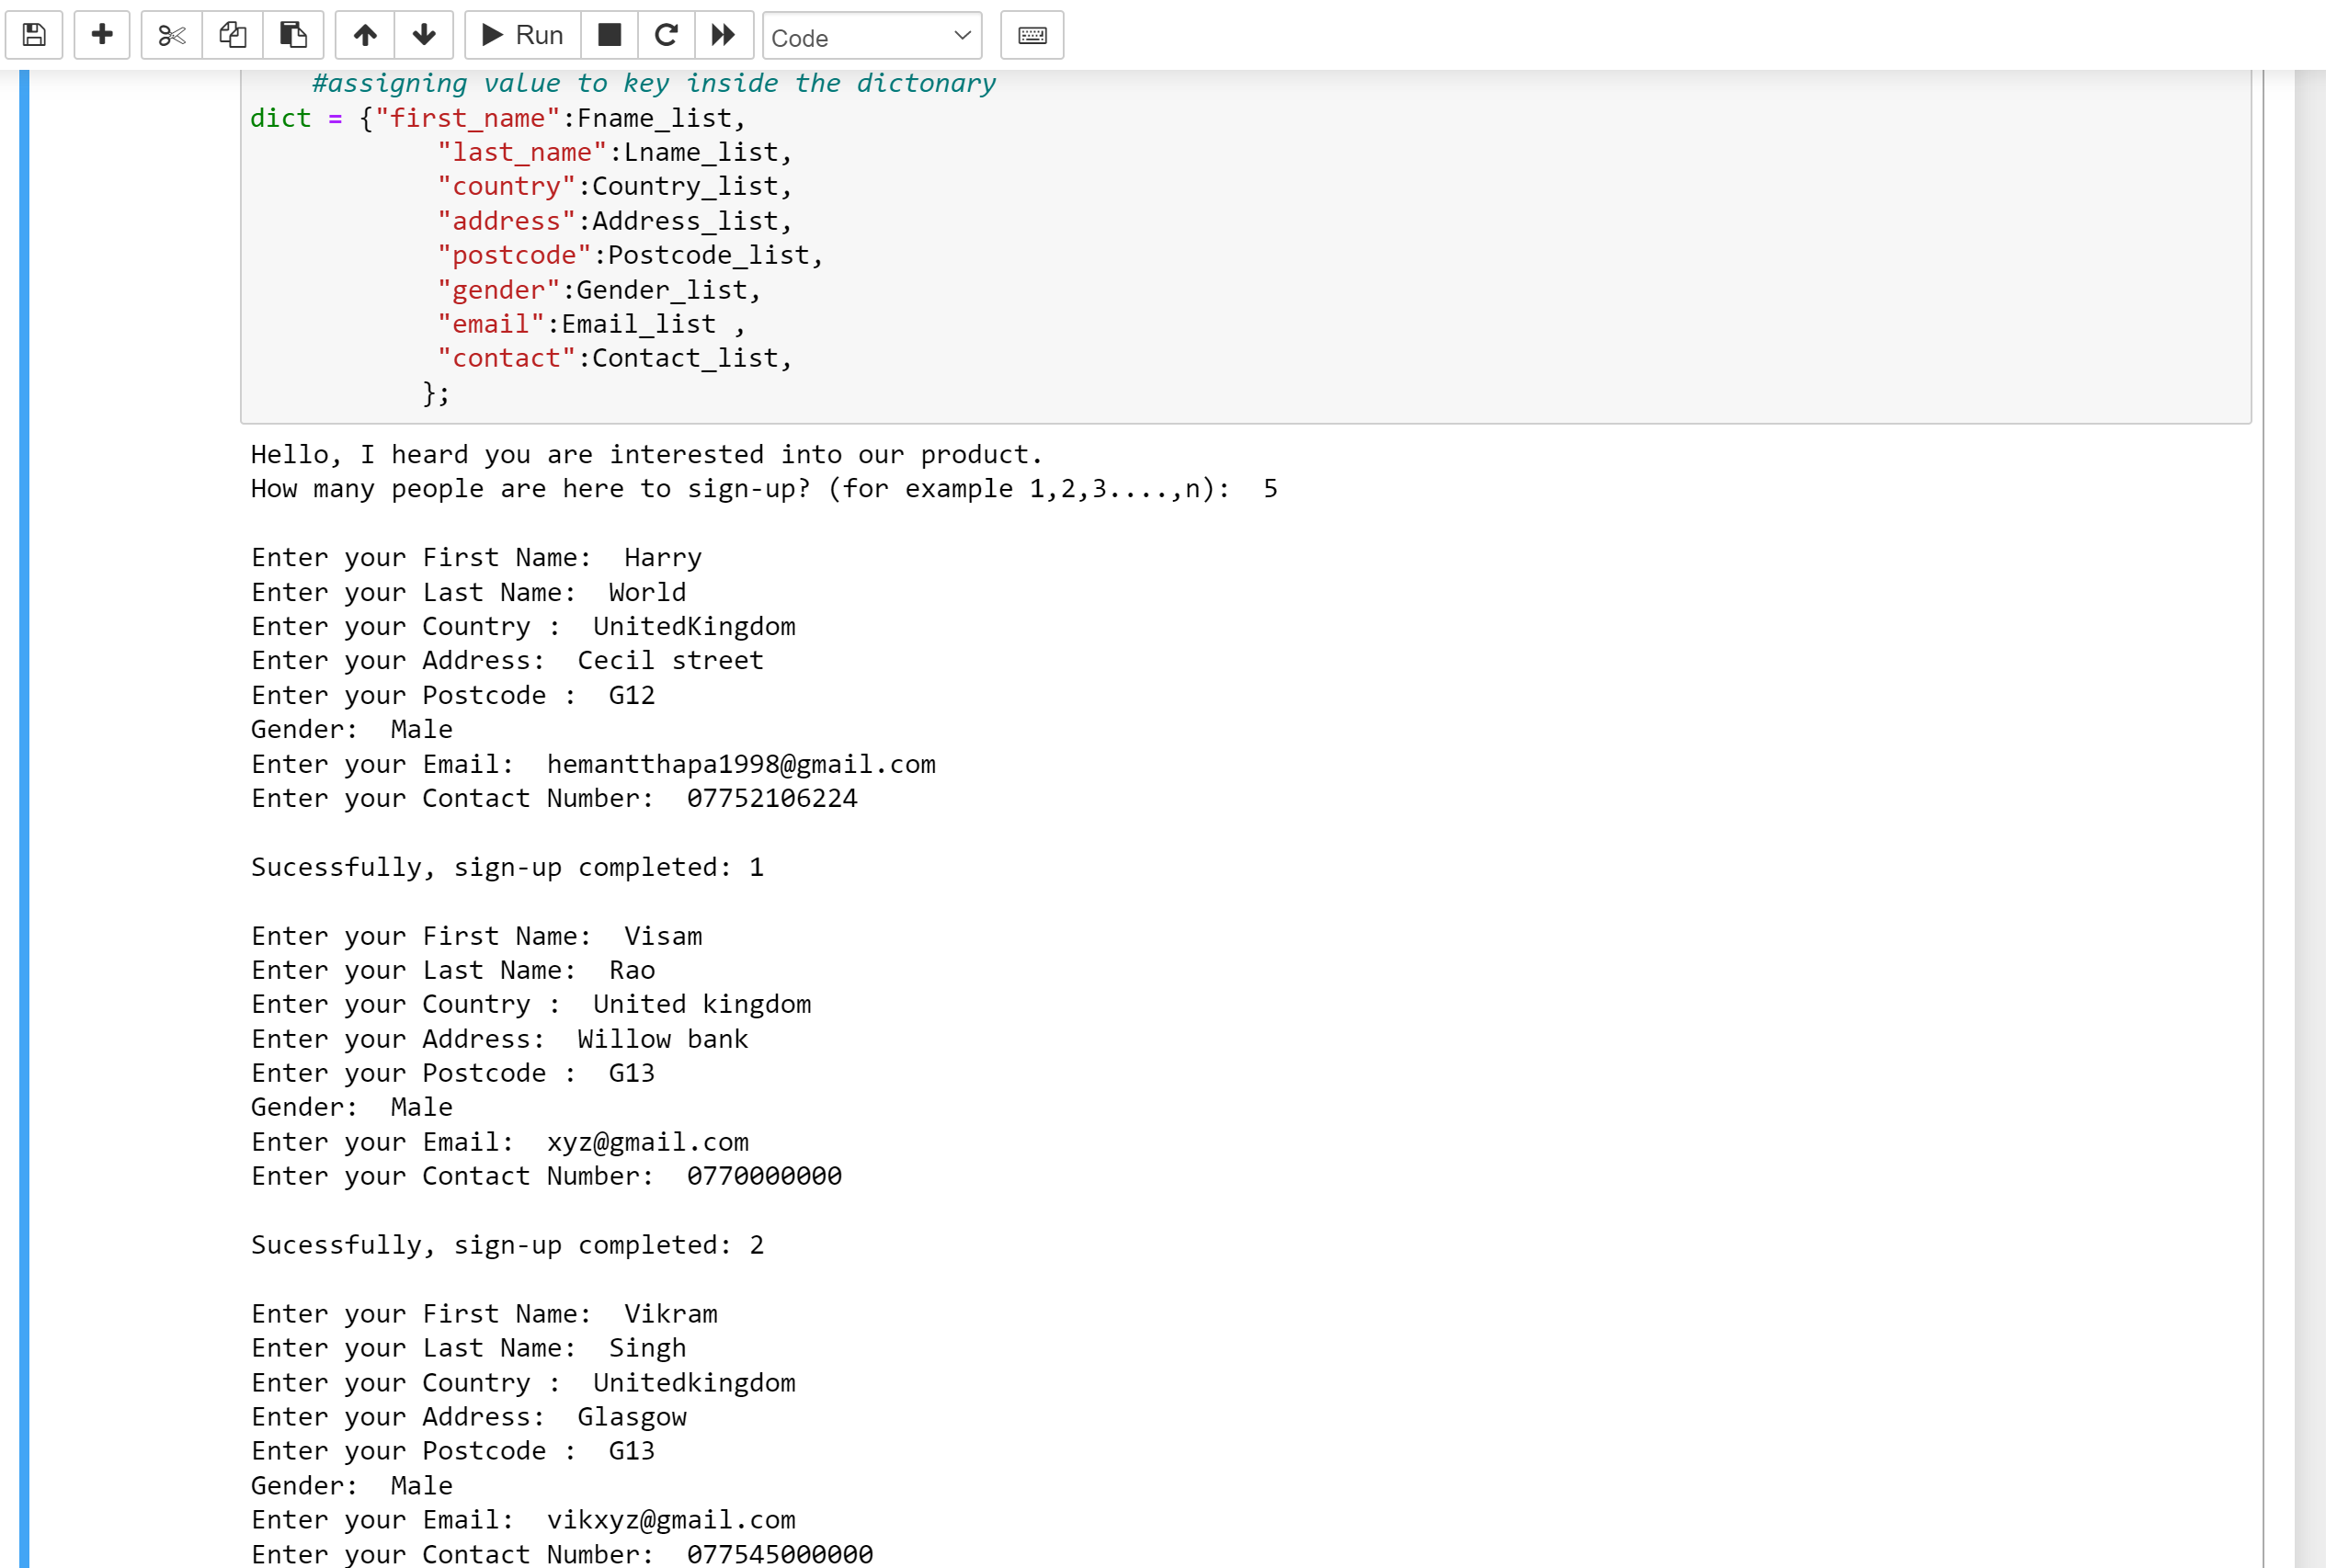 Run
Code
#assigning value to key inside the dictonary
dict = {"first_name":Fname_list,
"last_name":Lname_list,
"country":Country_list,
"address":Address_list,
"postcode":Postcode_list,
"gender":Gender_list,
"email":Email_list ,
"contact":Contact_list,
};
Hello, I heard you are interested into our product.
How many people are here to sign-up? (for example 1,2,3....,n):  5
Enter your First Name:  Harry
Enter your Last Name:  World
Enter your Country :  UnitedKingdom
Enter your Address:  Cecil street
Enter your Postcode :  G12
Gender:  Male
Enter your Email:  hemantthapa1998@gmail.com
Enter your Contact Number:  07752106224
Sucessfully, sign-up completed: 1
Enter your First Name:  Visam
Enter your Last Name:  Rao
Enter your Country :  United kingdom
Enter your Address:  Willow bank
Enter your Postcode :  G13
Gender:  Male
Enter your Email:  xyz@gmail.com
Enter your Contact Number:  0770000000
Sucessfully, sign-up completed: 2
Enter your First Name:  Vikram
Enter your Last Name:  Singh
Enter your Country :  Unitedkingdom
Enter your Address:  Glasgow
Enter your Postcode :  G13
Gender:  Male
Enter your Email:  vikxyz@gmail.com
Enter your Contact Number:  077545000000